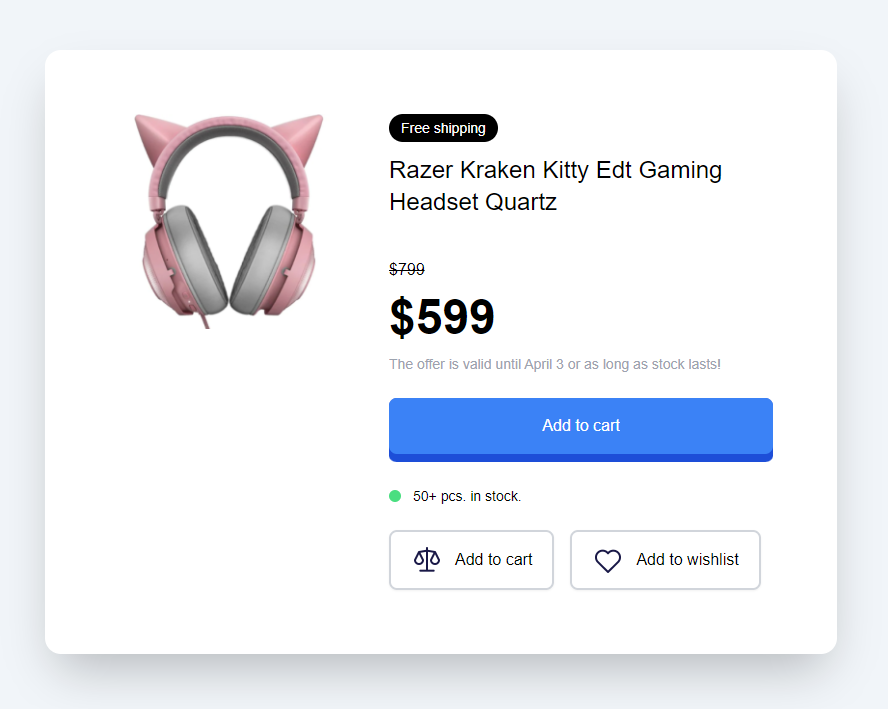 Free shipping
Razer Kraken Kitty Edt Gaming
Headset Quartz
$799
$599
The offer is valid until April 3 or as long as stock lasts!
Add to cart
50+ pcs. in stock.
Add to cart
Add to wishlist